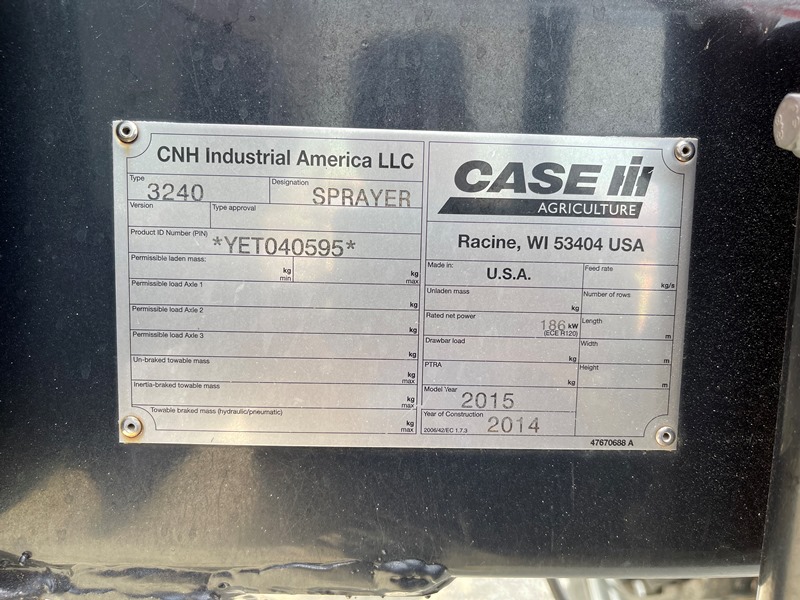 CNH Industrial America LLC
Type
3240
Designation
SPRAYER
Version
Type approval
Product ID Number (PIN)
*YET040595*
Permissible laden mass:
kg
min
kg
max
Permissible load Axle 1
kg
Permissible load Axle 2
kg
Permissible load Axle 3
kg
Un-braked towable mass
kg
max
Inertia-braked towable mass
kg
max
Towable braked mass (hydraulic/pneumatic)
kg
max
CASE IH
AGRICULTURE
Racine, WI 53404 USA
Made in:
U.S.A.
Feed rate
kg/s
Unladen mass
kg
Number of rows
Rated net power
186 kW
(ECE R120)
Length
m
Drawbar load
kg
Width
m
PTRA
kg
Height
m
Model Year
2015
Year of Construction
2006/42/EC 1.7.3
2014
47670688 A